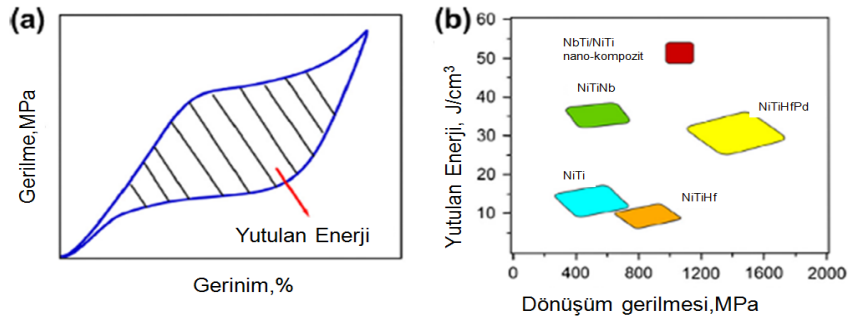 (a)
Gerilme,MPa
Yutulan Enerji
Gerinim,%
(b)
Yutulan Enerji, J/cm³
60
50
40
30
20
10
NbTi/NiTi
nano-kompozit
NiTiNb
NiTiHfPd
NiTi
NiTiHf
0 400 800 1200 1600 2000
Dönüşüm gerilmesi,MPa